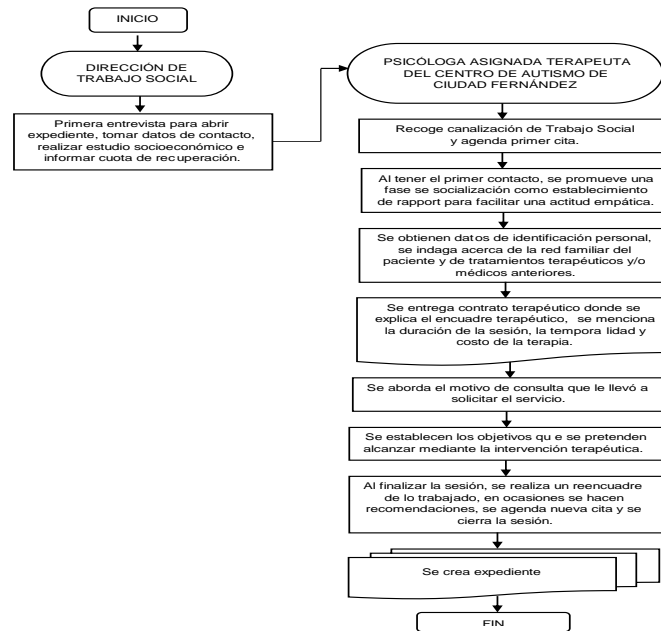 INICIO
DIRECCIÓN DE
TRABAJO SOCIAL
Primera entrevista para abrir
expediente, tomar datos de contacto,
realizar estudio socioeconómico e
informar cuota de recuperación.
PSICÓLOGA ASIGNADA TERAPEUTA
DEL CENTRO DE AUTISMO DE
CIUDAD FERNÁNDEZ
Recoge canalización de Trabajo Social
y agenda primer cita.
Al tener el primer contacto, se promueve una
fase se socialización como establecimiento
de rapport para facilitar una actitud empática.
Se obtienen datos de identificación personal,
se indaga acerca de la red familiar del
paciente y de tratamientos terapéuticos y/o
médicos anteriores.
Se entrega contrato terapéutico donde se
explica el encuadre terapéutico, se menciona
la duración de la sesión, la tempora lidad y
costo de la terapia.
Se aborda el motivo de consulta que le llevó a
solicitar el servicio.
Se establecen los objetivos qu e se pretenden
alcanzar mediante la intervención terapéutica.
Al finalizar la sesión, se realiza un reencuadre
de lo trabajado, en ocasiones se hacen
recomendaciones, se agenda nueva cita y se
cierra la sesión.
Se crea expediente
FIN